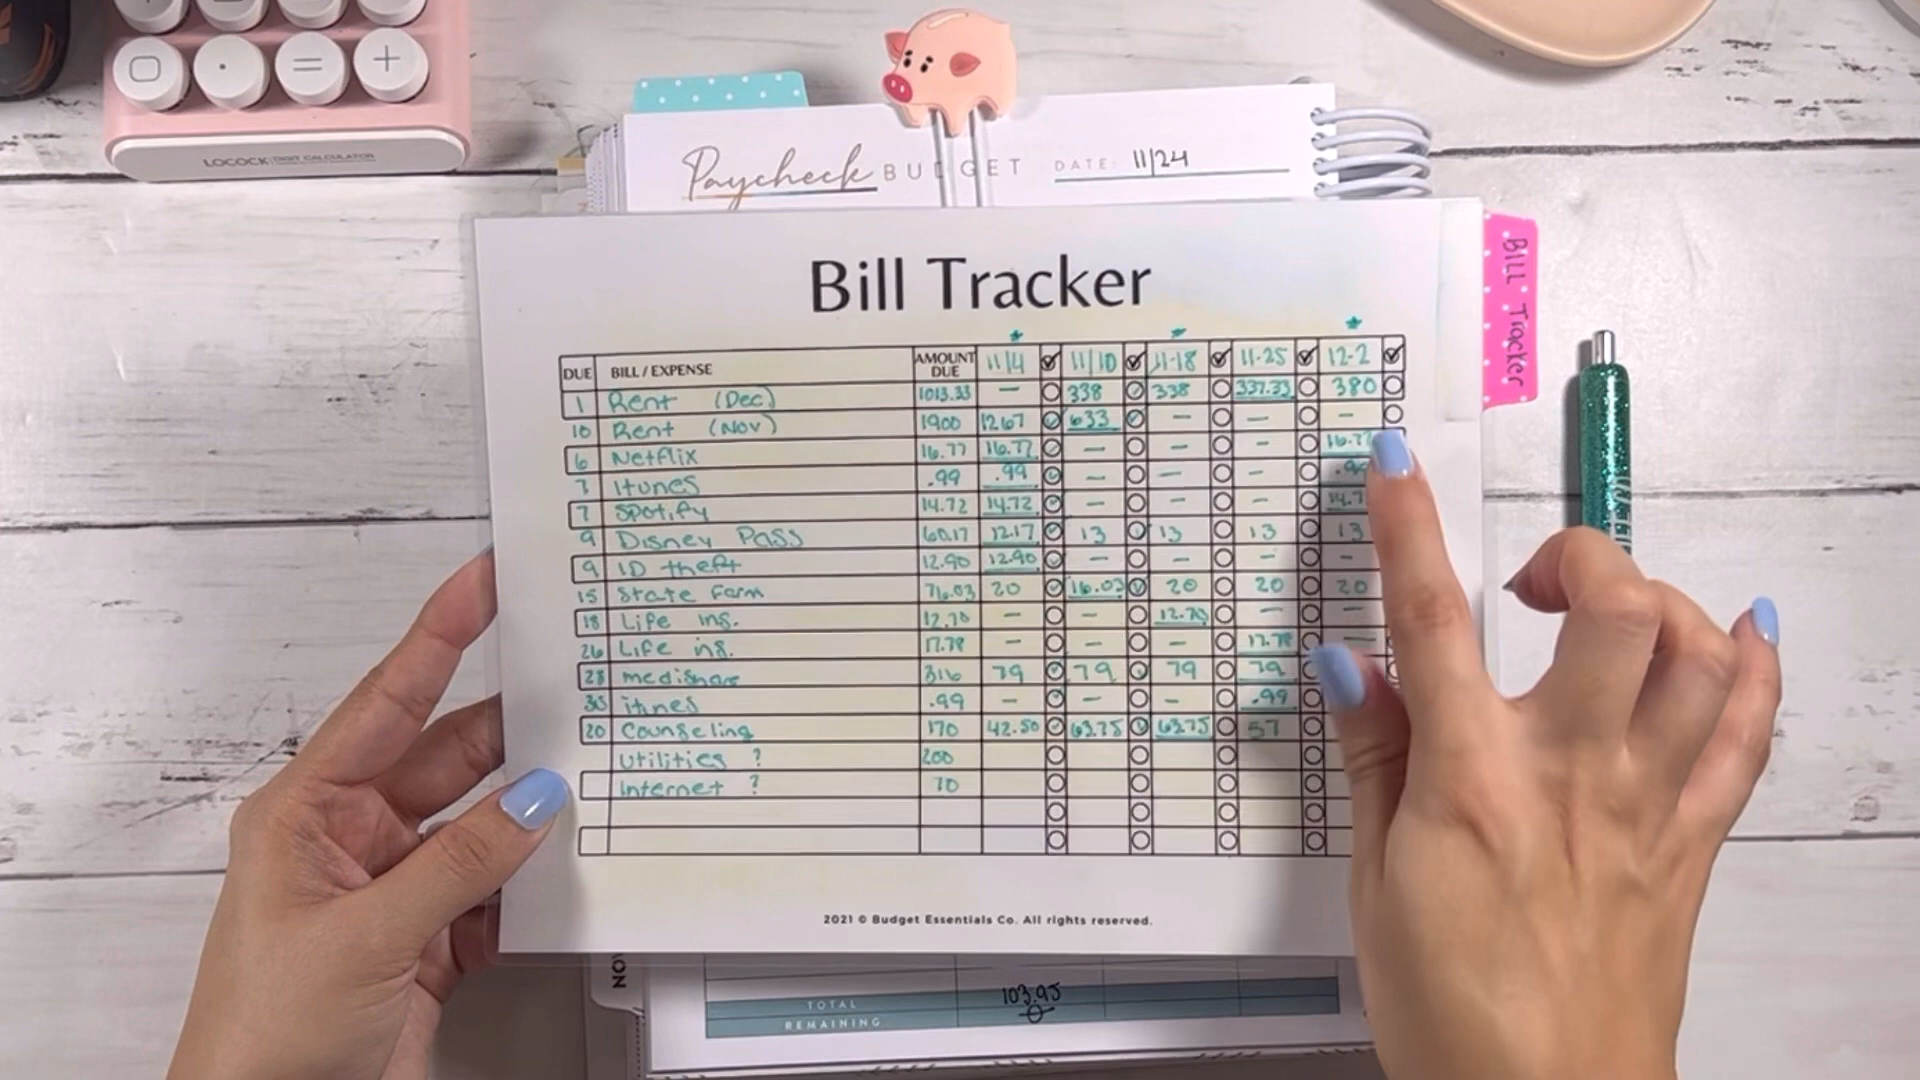 LOCOCK DIGIT CALCULATOR
Paycheck BUDGET DATE: 11/24
Bill Tracker
BILL Tracker
DUE BILL / EXPENSE AMOUNT DUE 11/4 11/10 11-18 11-25 12-2
1 Rent (Dec) 1013.33 — 338 338 337.33 380
10 Rent (Nov) 1900 1267 633 — — —
6 Netflix 16.77 16.77 — — — 16.77
7 Itunes .99 .99 — — —
7 Spotify 14.72 14.72 — — —
9 Disney Pass 60.17 12.17 13 13 13 13
9 ID theft 12.90 12.90 — — — —
15 State Farm 76.03 20 16.03 20 20 20
18 Life ins. 12.70 — — 12.70 — —
26 Life ins. 17.78 — — — 17.78 —
28 medishare 316 79 79 79 79
30 itunes .99 — — — .99
20 Counseling 170 42.50 63.75 63.75 57
Utilities ? 200
Internet ? 70
2021 © Budget Essentials Co. All rights reserved.
NOV
TOTAL 103.95
REMAINING 0